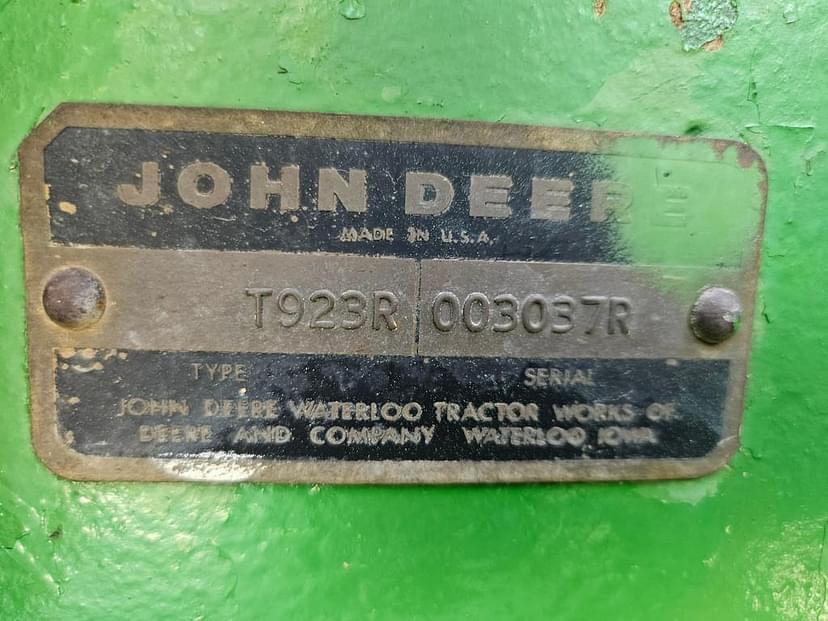 JOHN DEERE
MADE IN U.S.A.
T923R 003037R
TYPE SERIAL
JOHN DEERE WATERLOO TRACTOR WORKS OF
DEERE AND COMPANY WATERLOO IOWA